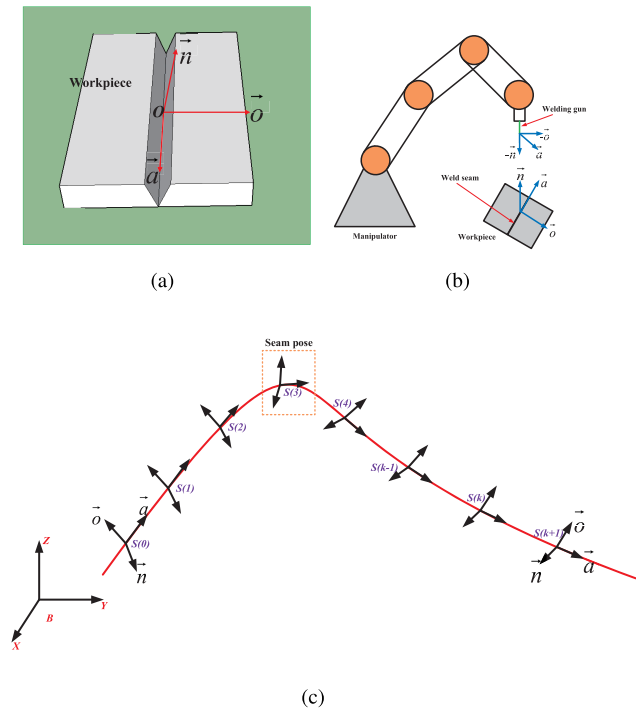 Workpiece
n
o
O
a
(a)
Welding gun
-o
-n
a
n
a
Weld seam
o
Workpiece
Manipulator
(b)
Seam pose
S(3)
S(4)
S(2)
S(k-1)
S(1)
S(k)
o
a
S(0)
n
S(k+1)
o
n
a
Z
Y
B
X
(c)